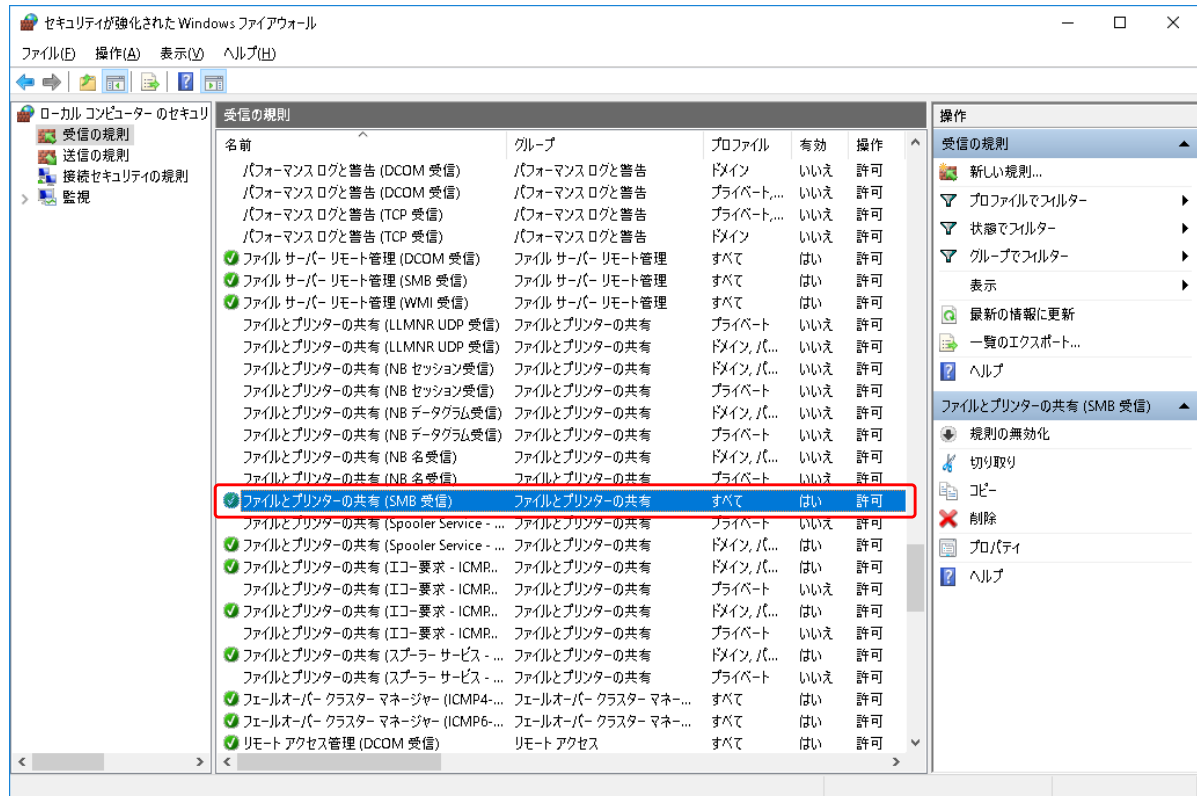 セキュリティが強化された Windows ファイアウォール
ファイル(F) 操作(A) 表示(V) ヘルプ(H)
ローカル コンピューター のセキュリ
受信の規則
送信の規則
接続セキュリティの規則
監視
受信の規則
名前 グループ プロファイル 有効 操作
パフォーマンス ログと警告 (DCOM 受信) パフォーマンス ログと警告 ドメイン いいえ 許可
パフォーマンス ログと警告 (DCOM 受信) パフォーマンス ログと警告 プライベート,... いいえ 許可
パフォーマンス ログと警告 (TCP 受信) パフォーマンス ログと警告 プライベート,... いいえ 許可
パフォーマンス ログと警告 (TCP 受信) パフォーマンス ログと警告 ドメイン いいえ 許可
ファイル サーバー リモート管理 (DCOM 受信) ファイル サーバー リモート管理 すべて はい 許可
ファイル サーバー リモート管理 (SMB 受信) ファイル サーバー リモート管理 すべて はい 許可
ファイル サーバー リモート管理 (WMI 受信) ファイル サーバー リモート管理 すべて はい 許可
ファイルとプリンターの共有 (LLMNR UDP 受信) ファイルとプリンターの共有 プライベート いいえ 許可
ファイルとプリンターの共有 (LLMNR UDP 受信) ファイルとプリンターの共有 ドメイン, パ... いいえ 許可
ファイルとプリンターの共有 (NB セッション受信) ファイルとプリンターの共有 ドメイン, パ... いいえ 許可
ファイルとプリンターの共有 (NB セッション受信) ファイルとプリンターの共有 プライベート いいえ 許可
ファイルとプリンターの共有 (NB データグラム受信) ファイルとプリンターの共有 ドメイン, パ... いいえ 許可
ファイルとプリンターの共有 (NB データグラム受信) ファイルとプリンターの共有 プライベート いいえ 許可
ファイルとプリンターの共有 (NB 名受信) ファイルとプリンターの共有 ドメイン, パ... いいえ 許可
ファイルとプリンターの共有 (NB 名受信) ファイルとプリンターの共有 プライベート いいえ 許可
ファイルとプリンターの共有 (SMB 受信) ファイルとプリンターの共有 すべて はい 許可
ファイルとプリンターの共有 (Spooler Service - ... ファイルとプリンターの共有 プライベート いいえ 許可
ファイルとプリンターの共有 (Spooler Service - ... ファイルとプリンターの共有 ドメイン, パ... はい 許可
ファイルとプリンターの共有 (エコー要求 - ICMP... ファイルとプリンターの共有 ドメイン, パ... はい 許可
ファイルとプリンターの共有 (エコー要求 - ICMP... ファイルとプリンターの共有 プライベート いいえ 許可
ファイルとプリンターの共有 (エコー要求 - ICMP... ファイルとプリンターの共有 ドメイン, パ... はい 許可
ファイルとプリンターの共有 (エコー要求 - ICMP... ファイルとプリンターの共有 プライベート いいえ 許可
ファイルとプリンターの共有 (スプーラー サービス - ... ファイルとプリンターの共有 ドメイン, パ... はい 許可
ファイルとプリンターの共有 (スプーラー サービス - ... ファイルとプリンターの共有 プライベート いいえ 許可
フェールオーバー クラスター マネージャー (ICMP4-... フェールオーバー クラスター マネー... すべて はい 許可
フェールオーバー クラスター マネージャー (ICMP6-... フェールオーバー クラスター マネー... すべて はい 許可
リモート アクセス管理 (DCOM 受信) リモート アクセス すべて はい 許可
操作
受信の規則
新しい規則...
プロファイルでフィルター
状態でフィルター
グループでフィルター
表示
最新の情報に更新
一覧のエクスポート...
ヘルプ
ファイルとプリンターの共有 (SMB 受信)
規則の無効化
切り取り
コピー
削除
プロパティ
ヘルプ